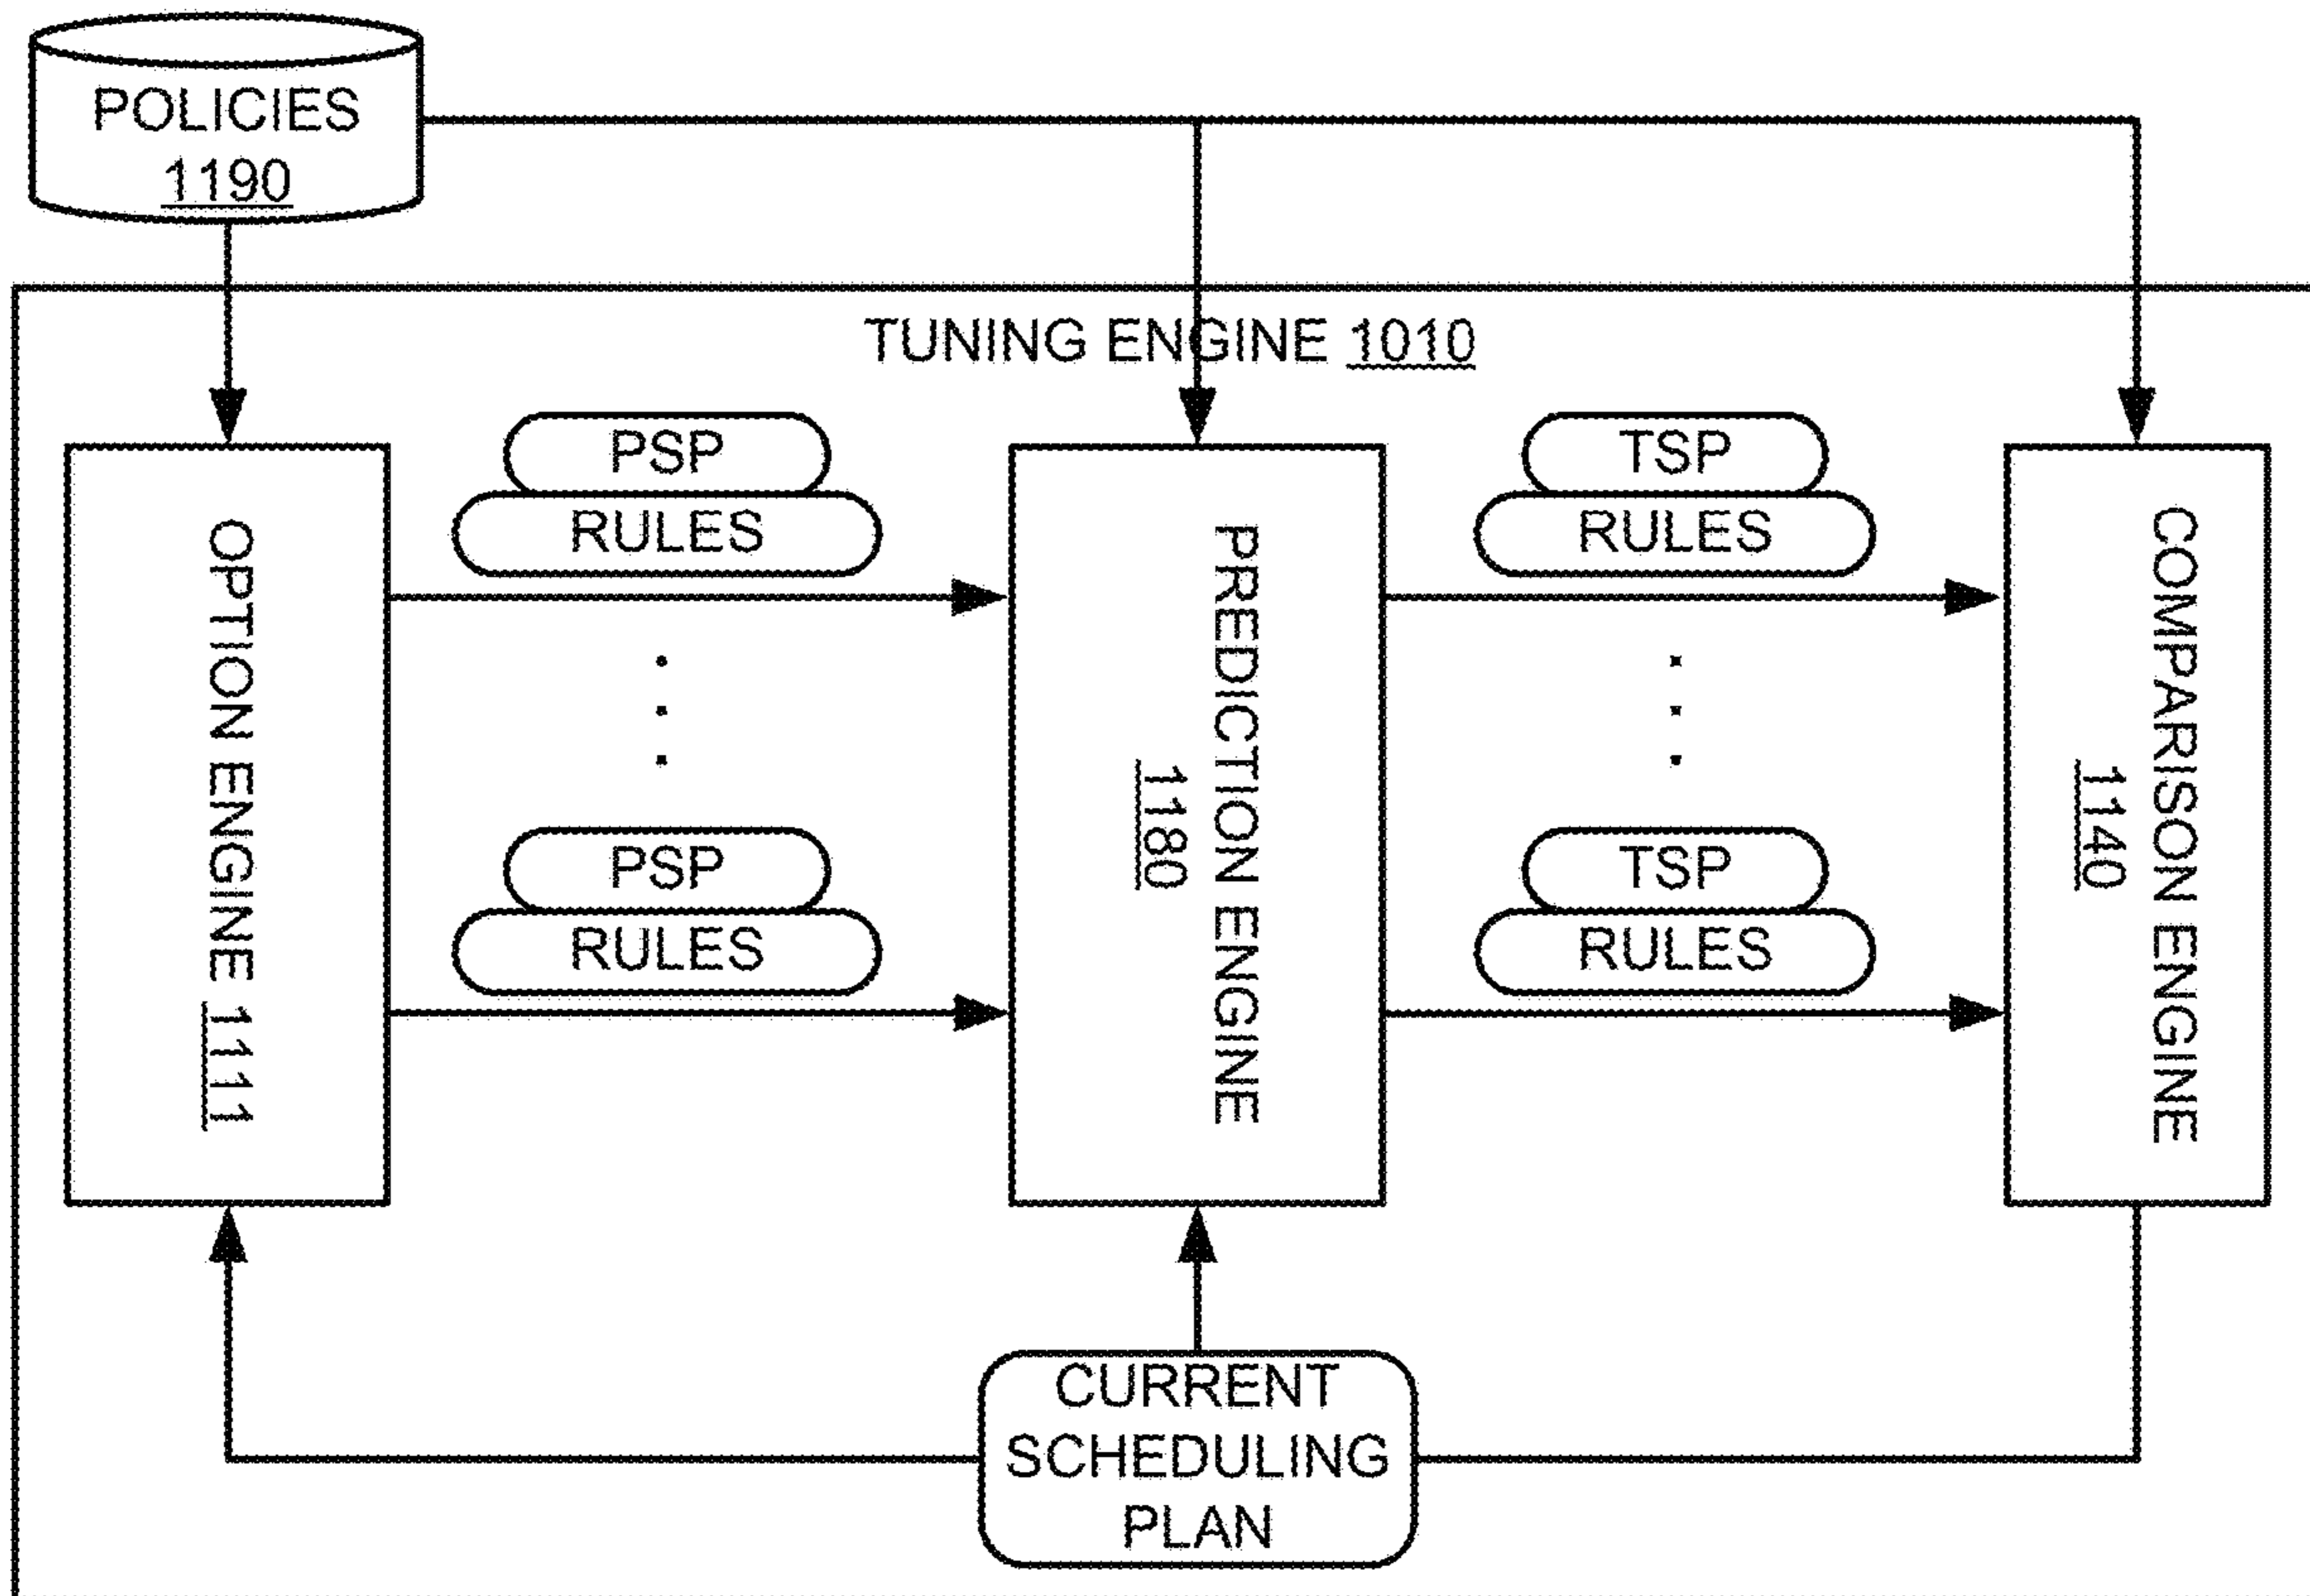 POLICIES
1190
TUNING ENGINE 1010
PSP
RULES
TSP
RULES
OPTION ENGINE 1111
PREDICTION ENGINE
1180
COMPARISON ENGINE
1140
PSP
RULES
TSP
RULES
CURRENT
SCHEDULING
PLAN